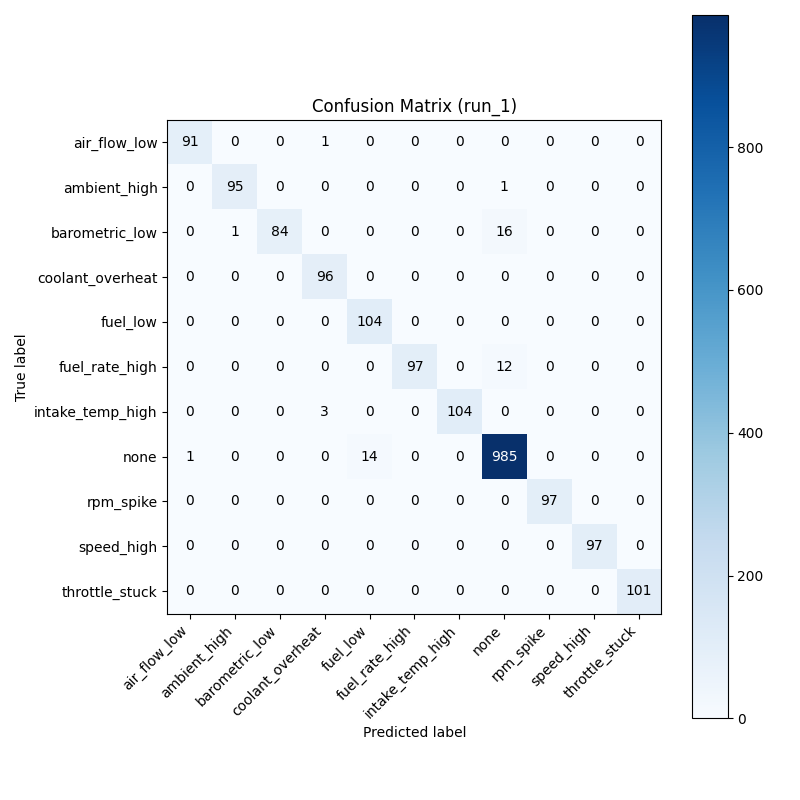 Confusion Matrix (run_1)
True label
air_flow_low 91 0 0 1 0 0 0 0 0 0 0
ambient_high 0 95 0 0 0 0 0 1 0 0 0
barometric_low 0 1 84 0 0 0 0 16 0 0 0
coolant_overheat 0 0 0 96 0 0 0 0 0 0 0
fuel_low 0 0 0 0 104 0 0 0 0 0 0
fuel_rate_high 0 0 0 0 0 97 0 12 0 0 0
intake_temp_high 0 0 0 3 0 0 104 0 0 0 0
none 1 0 0 0 14 0 0 985 0 0 0
rpm_spike 0 0 0 0 0 0 0 0 97 0 0
speed_high 0 0 0 0 0 0 0 0 0 97 0
throttle_stuck 0 0 0 0 0 0 0 0 0 0 101
air_flow_low
ambient_high
barometric_low
coolant_overheat
fuel_low
fuel_rate_high
intake_temp_high
none
rpm_spike
speed_high
throttle_stuck
Predicted label
800
600
400
200
0